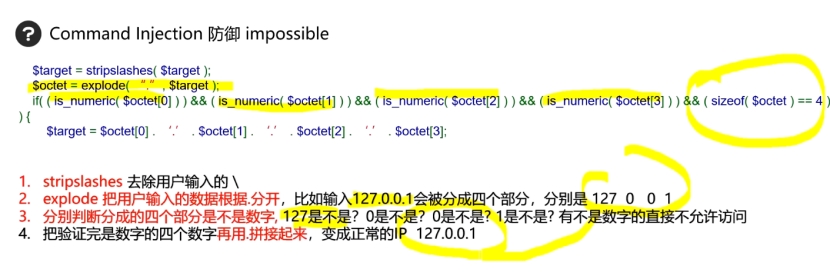 ? Command Injection 防御 impossible
$target = stripslashes( $target );
$octet = explode( “.” , $target );
if( ( is_numeric( $octet[0] ) ) && ( is_numeric( $octet[1] ) ) && ( is_numeric( $octet[2] ) ) && ( is_numeric( $octet[3] ) ) && ( sizeof( $octet ) == 4 )
) {
$target = $octet[0] . '.' . $octet[1] . '.' . $octet[2] . '.' . $octet[3];
1. stripslashes 去除用户输入的 \
2. explode 把用户输入的数据根据.分开，比如输入127.0.0.1会被分成四个部分，分别是 127 0 0 1
3. 分别判断分成的四个部分是不是数字, 127是不是？0是不是？0是不是？1是不是？有不是数字的直接不允许访问
4. 把验证完是数字的四个数字再用.拼接起来，变成正常的IP 127.0.0.1